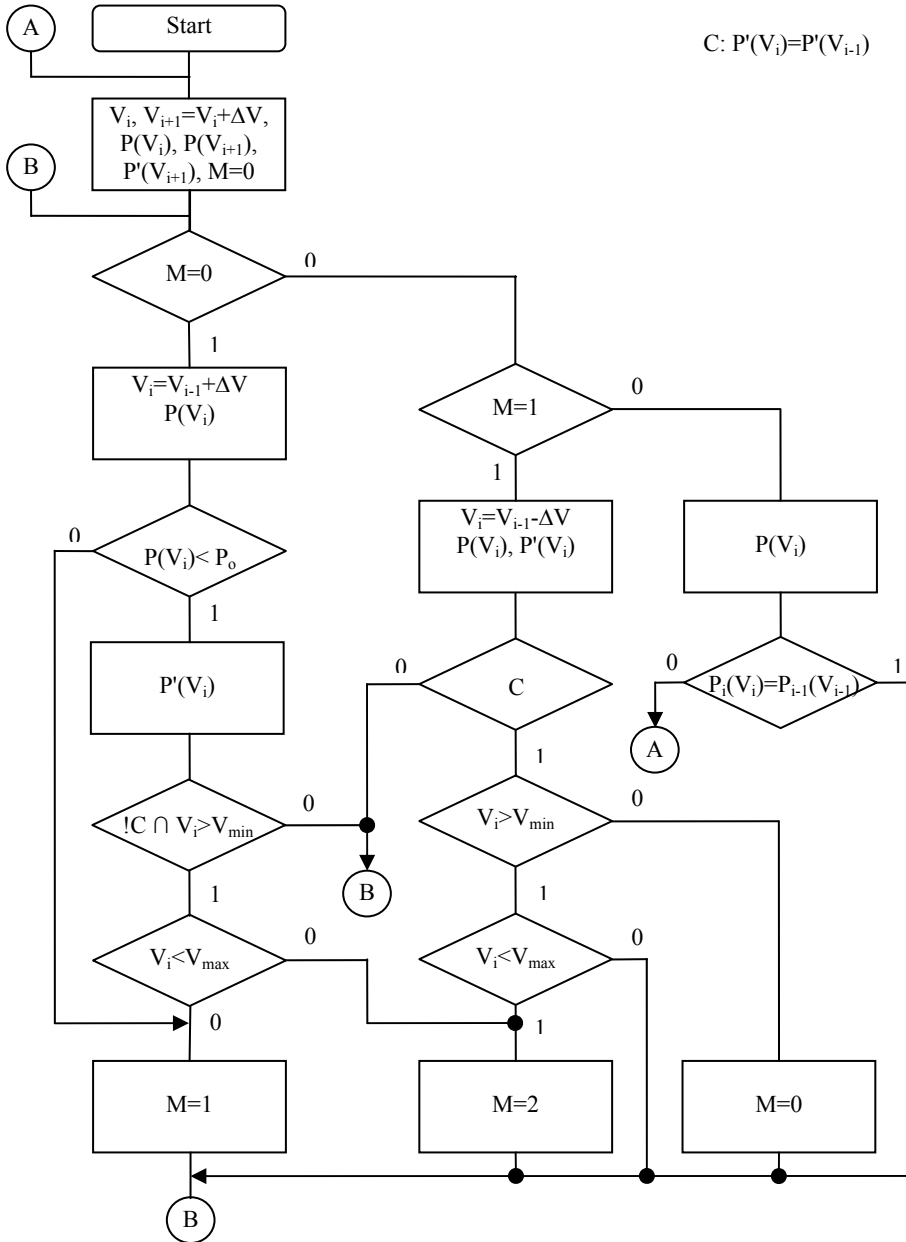 A
Start
C: P'(Vi)=P'(Vi-1)
Vi, Vi+1=Vi+ΔV,
P(Vi), P(Vi+1),
P'(Vi+1), M=0
B
M=0
0
1
Vi=Vi-1+ΔV
P(Vi)
M=1
0
1
0
P(Vi)< Po
1
Vi=Vi-1-ΔV
P(Vi), P'(Vi)
P(Vi)
P'(Vi)
0
C
1
0
Pi(Vi)=Pi-1(Vi-1)
1
A
!C ∩ Vi>Vmin
0
1
Vi>Vmin
0
1
B
Vi<Vmax
0
0
Vi<Vmax
0
1
M=1
M=2
M=0
B